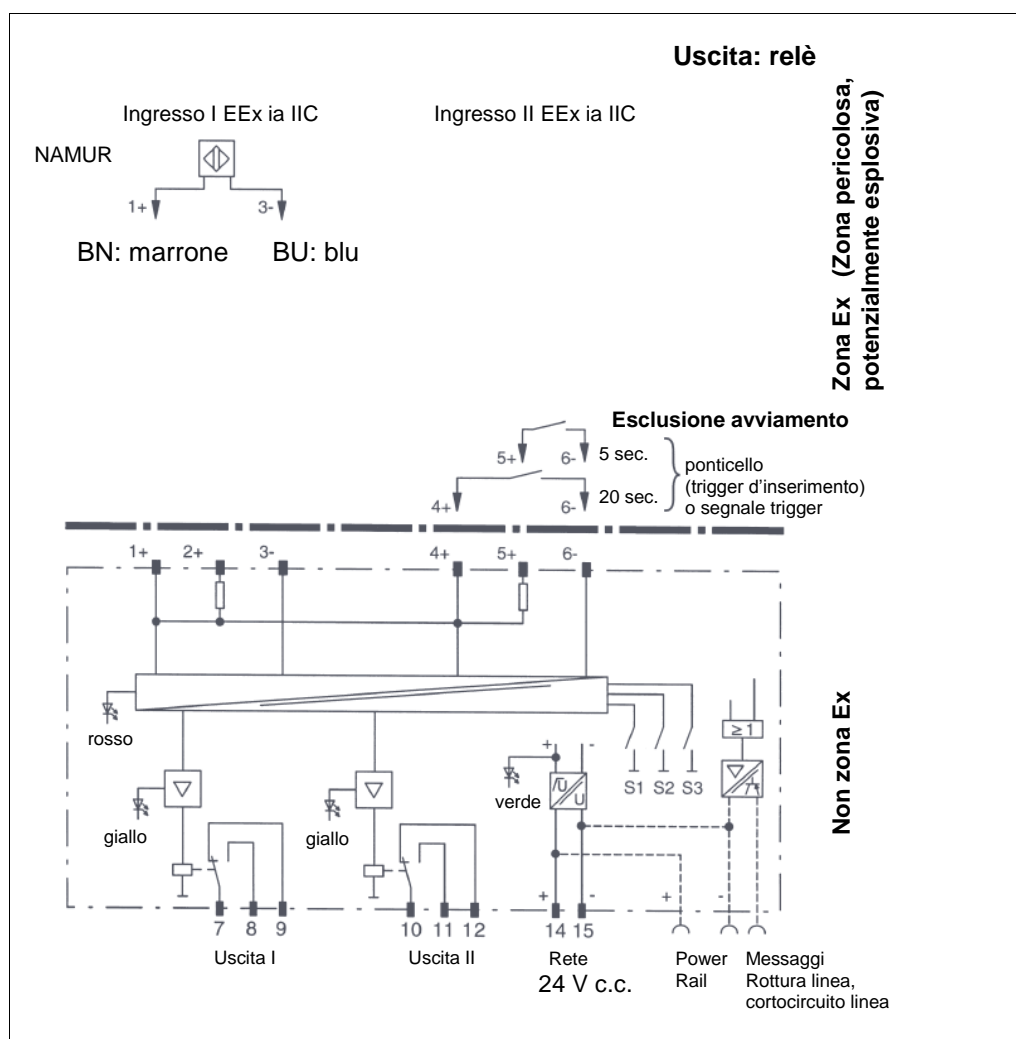 Uscita: relè
Zona Ex (Zona pericolosa,
potenzialmente esplosiva)
Ingresso I EEx ia IIC
Ingresso II EEx ia IIC
NAMUR
1+
3-
BN: marrone
BU: blu
Esclusione avviamento
5+
6-
5 sec.
4+
6-
20 sec.
ponticello
(trigger d'inserimento)
o segnale trigger
1+
2+
3-
4+
5+
6-
Non zona Ex
rosso
≥1
+
-
S1
S2
S3
verde
U
U
giallo
giallo
+
-
+
-
7
8
9
10
11
12
14
15
Uscita I
Uscita II
Rete
24 V c.c.
Power
Rail
Messaggi
Rottura linea,
cortocircuito linea